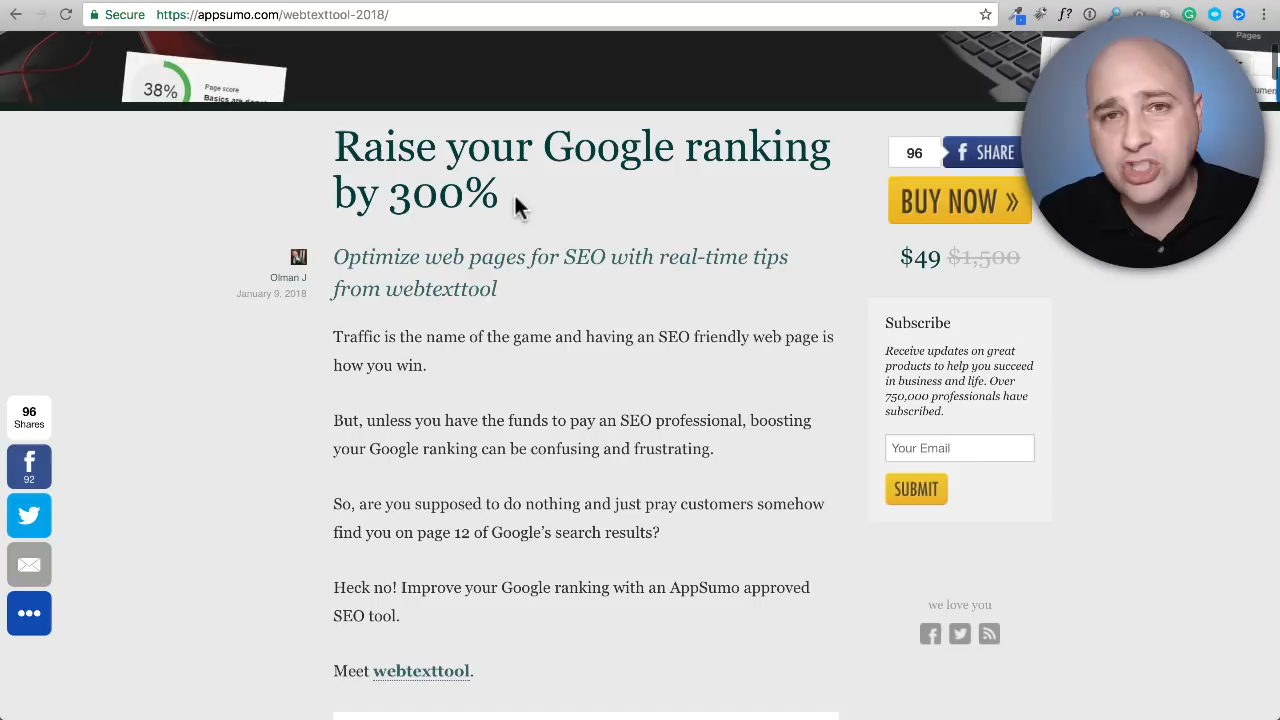 Secure
https://appsumo.com/webtexttool-2018/
Pages
38%
Page score
Raise your Google ranking
by 300%
Olman J
January 9, 2018
Optimize web pages for SEO with real-time tips
from webtexttool
Traffic is the name of the game and having an SEO friendly web page is
how you win.
But, unless you have the funds to pay an SEO professional, boosting
your Google ranking can be confusing and frustrating.
So, are you supposed to do nothing and just pray customers somehow
find you on page 12 of Google's search results?
Heck no! Improve your Google ranking with an AppSumo approved
SEO tool.
Meet webtexttool.
96
SHARE
BUY NOW »
$49 $1,500
Subscribe
Receive updates on great
products to help you succeed
in business and life. Over
750,000 professionals have
subscribed.
Your Email
SUBMIT
we love you
96
Shares
92